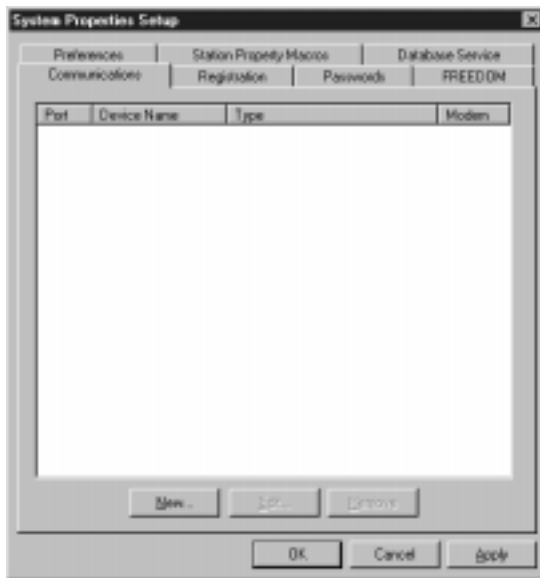 System Properties Setup
Preferences Station Property Macros Database Service
Communications Registration Passwords FREEDOM
Port Device Name Type Modem
New... Edit... Remove
OK Cancel Apply